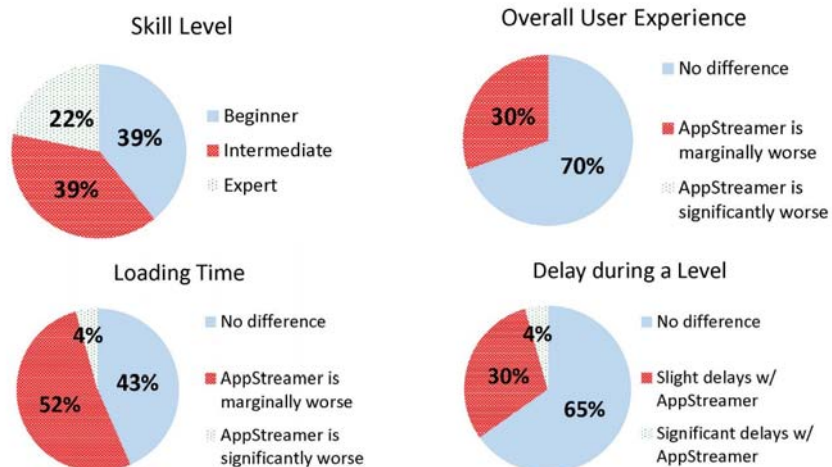 Skill Level
22%
39%
39%
Beginner
Intermediate
Expert
Overall User Experience
30%
70%
No difference
AppStreamer is
marginally worse
AppStreamer is
significantly worse
Loading Time
4%
43%
52%
No difference
AppStreamer is
marginally worse
AppStreamer is
significantly worse
Delay during a Level
4%
30%
65%
No difference
Slight delays w/
AppStreamer
Significant delays w/
AppStreamer